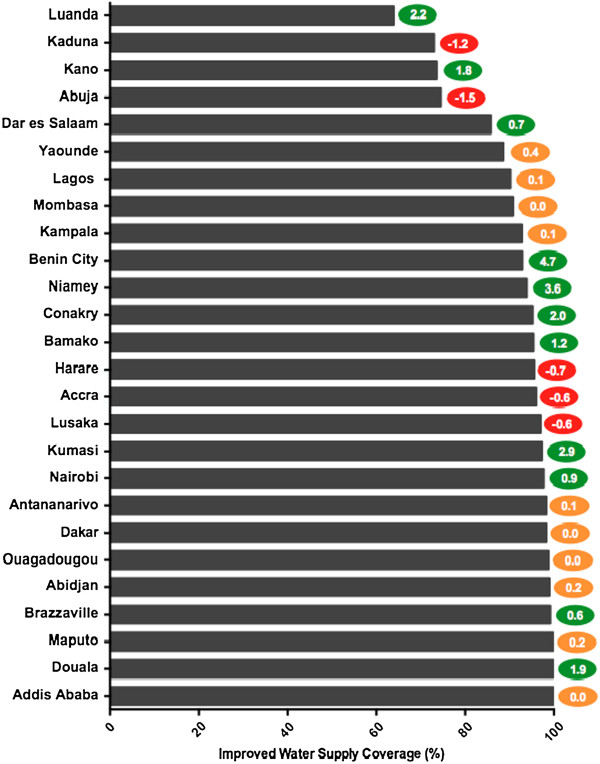 Luanda 2.2
Kaduna -1.2
Kano 1.8
Abuja -1.5
Dar es Salaam 0.7
Yaounde 0.4
Lagos 0.1
Mombasa 0.0
Kampala 0.1
Benin City 4.7
Niamey 3.6
Conakry 2.0
Bamako 1.2
Harare -0.7
Accra -0.6
Lusaka -0.6
Kumasi 2.9
Nairobi 0.9
Antananarivo 0.1
Dakar 0.0
Ouagadougou 0.0
Abidjan 0.2
Brazzaville 0.6
Maputo 0.2
Douala 1.9
Addis Ababa 0.0
0 20 40 60 80 100
Improved Water Supply Coverage (%)